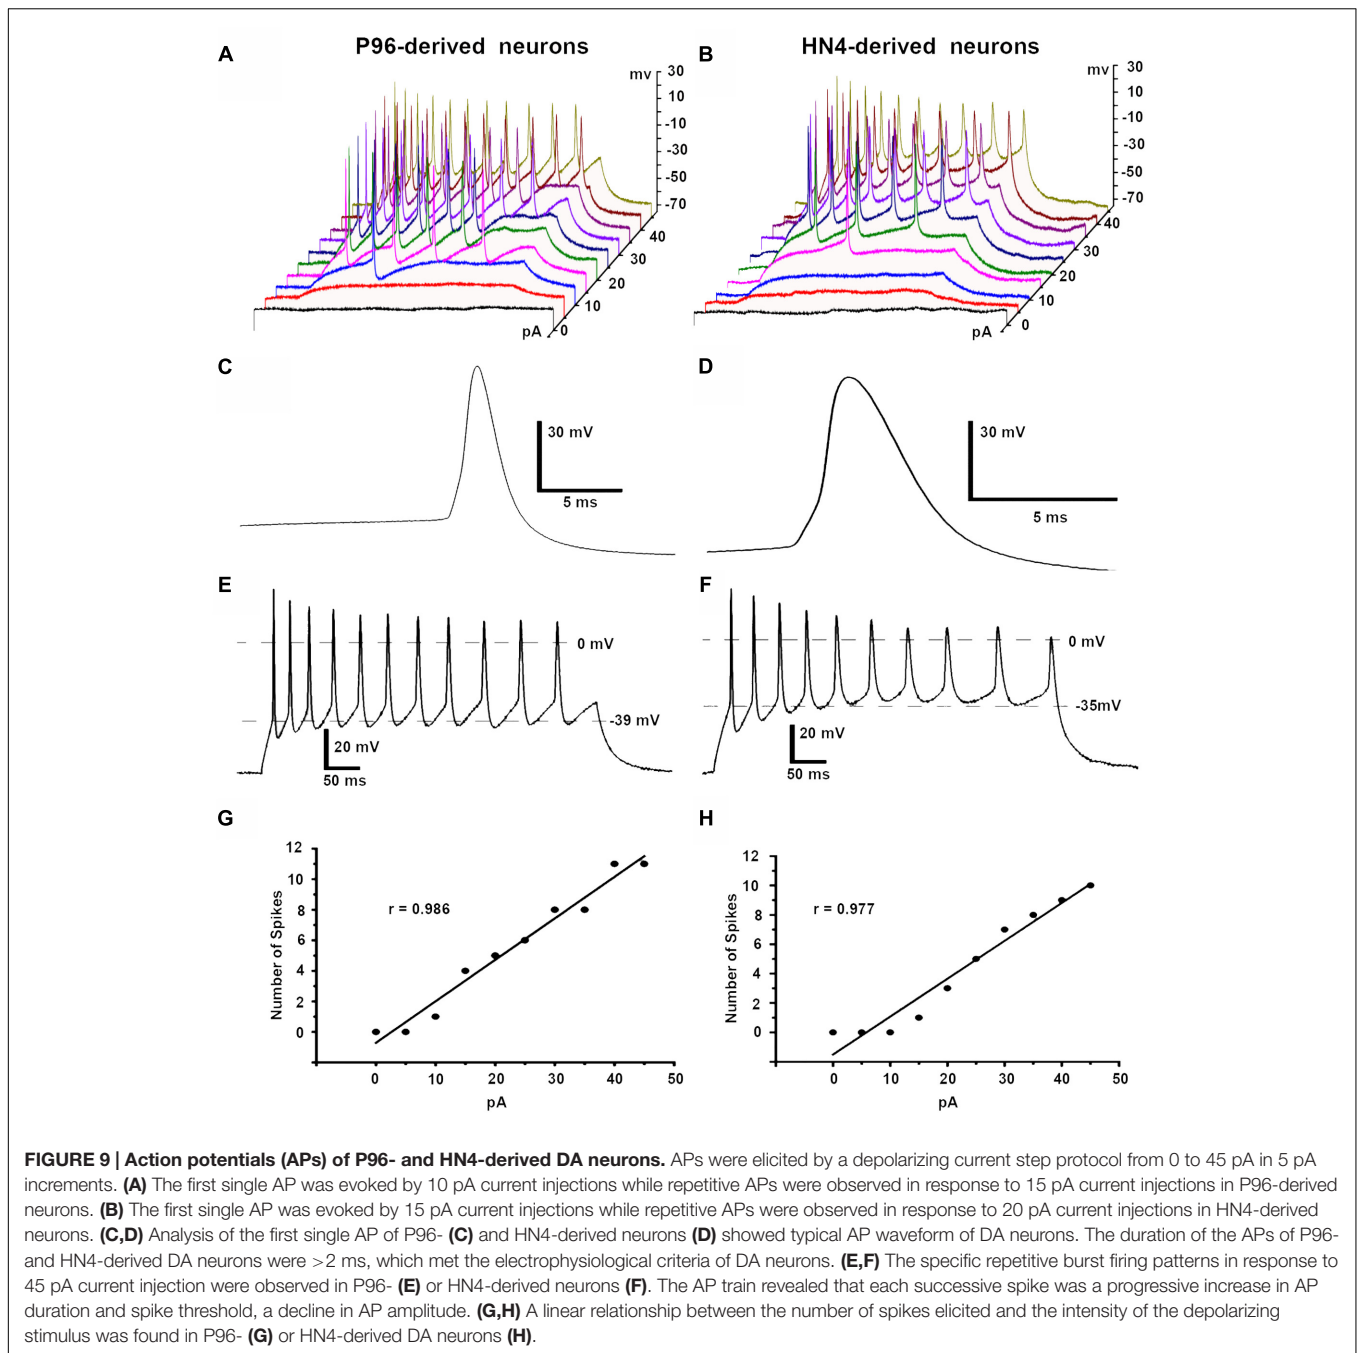 A
P96-derived neurons
B
HN4-derived neurons
mv
30
10
-10
-30
-50
-70
40
30
20
10
0
pA
mv
30
10
-10
-30
-50
-70
40
30
20
10
0
pA
C
30 mV
5 ms
D
30 mV
5 ms
E
0 mV
-39 mV
20 mV
50 ms
F
0 mV
-35mV
20 mV
50 ms
G
Number of Spikes
12
10
8
6
4
2
0
r = 0.986
0 10 20 30 40 50
pA
H
Number of Spikes
12
10
8
6
4
2
0
r = 0.977
0 10 20 30 40 50
pA
FIGURE 9 | Action potentials (APs) of P96- and HN4-derived DA neurons. APs were elicited by a depolarizing current step protocol from 0 to 45 pA in 5 pA
increments. (A) The first single AP was evoked by 10 pA current injections while repetitive APs were observed in response to 15 pA current injections in P96-derived
neurons. (B) The first single AP was evoked by 15 pA current injections while repetitive APs were observed in response to 20 pA current injections in HN4-derived
neurons. (C,D) Analysis of the first single AP of P96- (C) and HN4-derived neurons (D) showed typical AP waveform of DA neurons. The duration of the APs of P96-
and HN4-derived DA neurons were >2 ms, which met the electrophysiological criteria of DA neurons. (E,F) The specific repetitive burst firing patterns in response to
45 pA current injection were observed in P96- (E) or HN4-derived neurons (F). The AP train revealed that each successive spike was a progressive increase in AP
duration and spike threshold, a decline in AP amplitude. (G,H) A linear relationship between the number of spikes elicited and the intensity of the depolarizing
stimulus was found in P96- (G) or HN4-derived DA neurons (H).